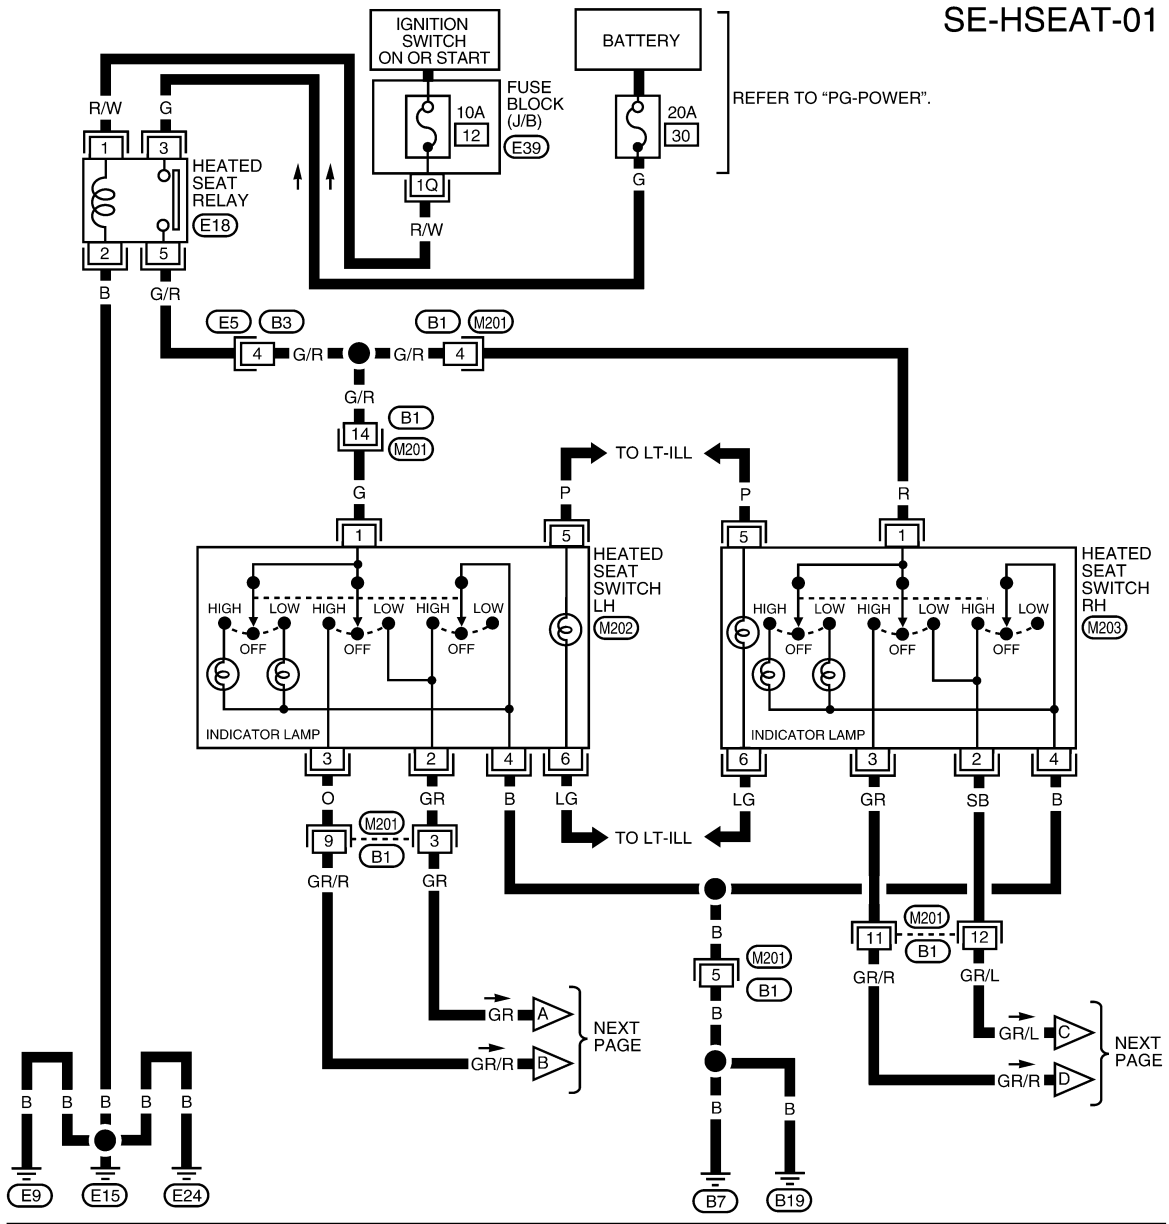 SE-HSEAT-01
IGNITION
SWITCH
ON OR START
BATTERY
REFER TO “PG-POWER”.
FUSE
BLOCK
(J/B)
E39
10A
12
20A
30
1Q
R/W
G
R/W
G
1
3
HEATED
SEAT
RELAY
E18
2
5
B
G/R
E5
B3
B1
M201
4
G/R
G/R
4
G/R
14
B1
M201
G
TO LT-ILL
P
P
R
1
5
5
1
HEATED
SEAT
SWITCH
LH
M202
HEATED
SEAT
SWITCH
RH
M203
HIGH
LOW
HIGH
LOW
HIGH
LOW
OFF
OFF
OFF
HIGH
LOW
HIGH
LOW
HIGH
LOW
OFF
OFF
OFF
INDICATOR LAMP
INDICATOR LAMP
3
2
4
6
6
3
2
4
O
GR
B
LG
LG
GR
SB
B
9
M201
B1
3
TO LT-ILL
GR/R
GR
B
11
M201
B1
12
5
M201
B1
GR/R
GR/L
B
GR
A
GR/R
B
NEXT
PAGE
GR/L
C
GR/R
D
NEXT
PAGE
B
B
B
B
B
B
B
E9
E15
E24
B7
B19